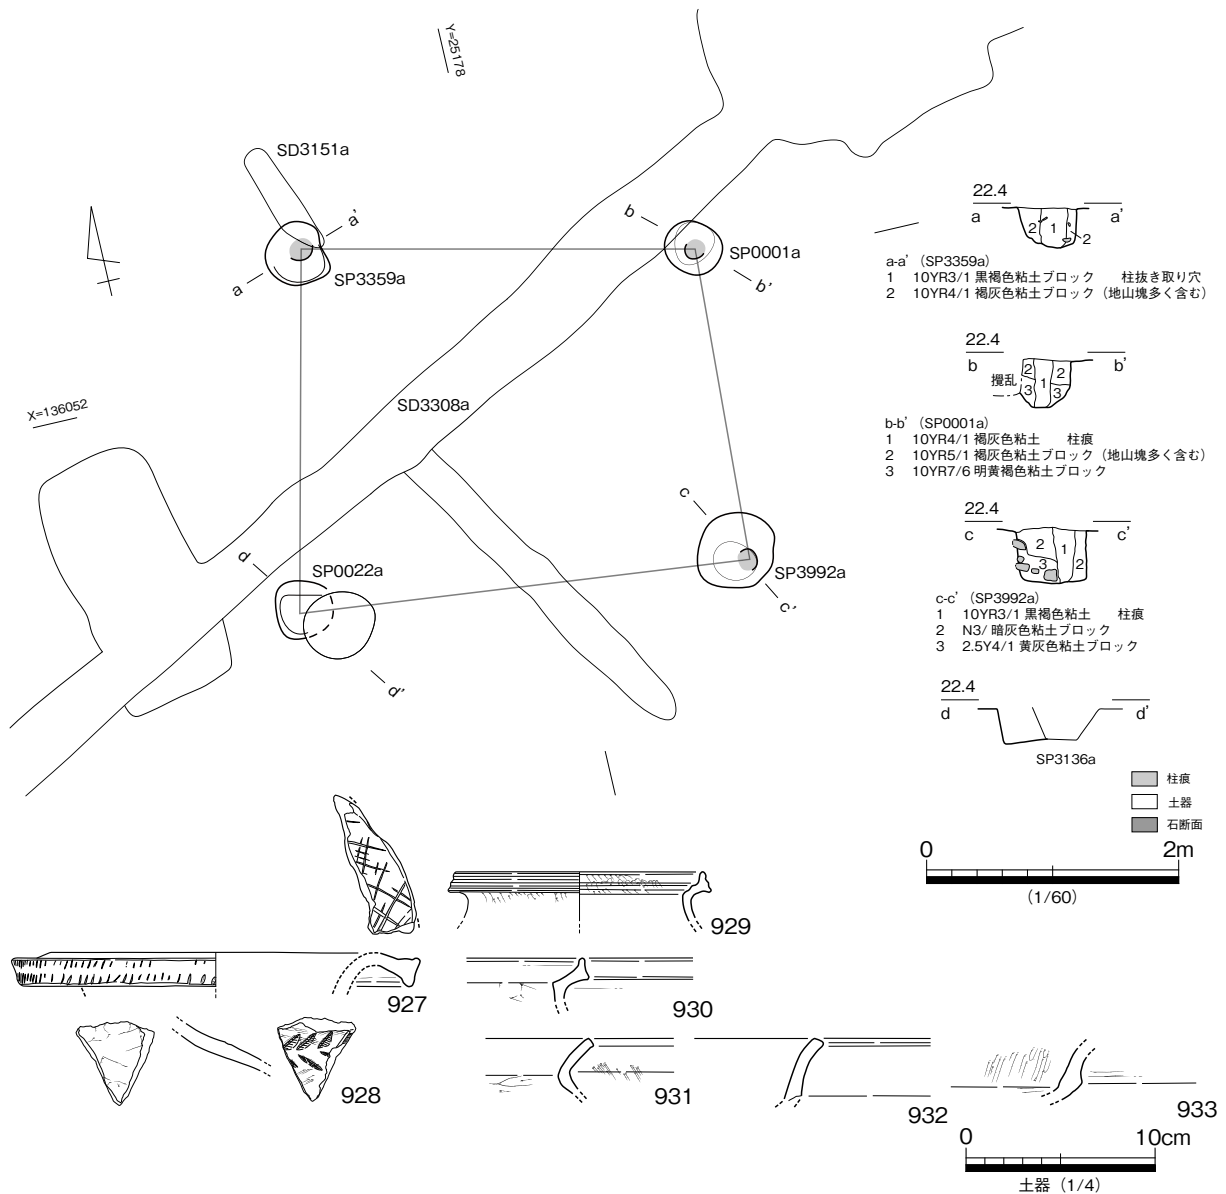 Y=25178
SD3151a
a'
a
SP3359a
b
SP0001a
b'
X=136052
SD3308a
c
SP3992a
c'
d
SP0022a
d'
22.4
a
a'
2
1
2
a-a'（SP3359a）
1 10YR3/1 黒褐色粘土ブロック 柱抜き取り穴
2 10YR4/1 褐灰色粘土ブロック（地山塊多く含む）
22.4
b
b'
攪乱
2
2
3
1
3
b-b'（SP0001a）
1 10YR4/1 褐灰色粘土 柱痕
2 10YR5/1 褐灰色粘土ブロック（地山塊多く含む）
3 10YR7/6 明黄褐色粘土ブロック
22.4
c
c'
2
1
3
2
c-c'（SP3992a）
1 10YR3/1 黒褐色粘土 柱痕
2 N3/ 暗灰色粘土ブロック
3 2.5Y4/1 黄灰色粘土ブロック
22.4
d
d'
SP3136a
柱痕
土器
石断面
0
2m
(1/60)
927
928
929
930
931
932
933
0
10cm
土器（1/4）